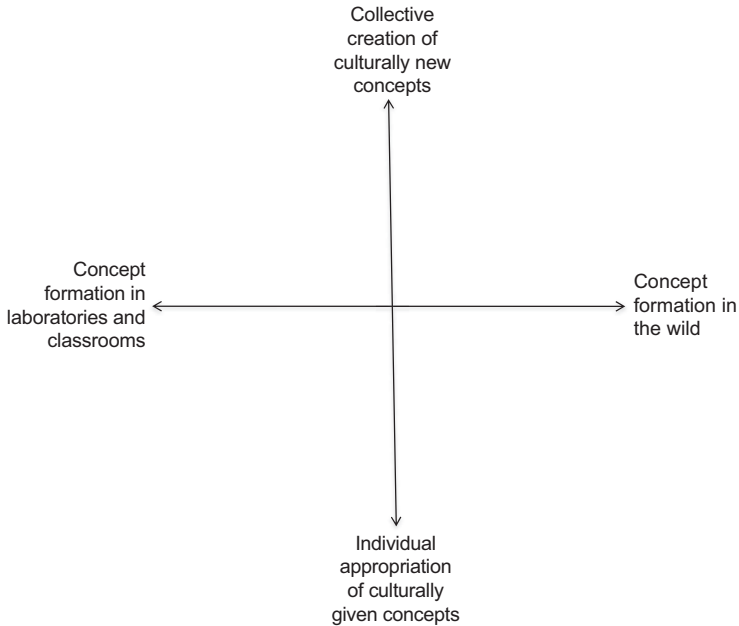 Collective
creation of
culturally new
concepts
Concept
formation in
laboratories and
classrooms
Concept
formation in
the wild
Individual
appropriation
of culturally
given concepts